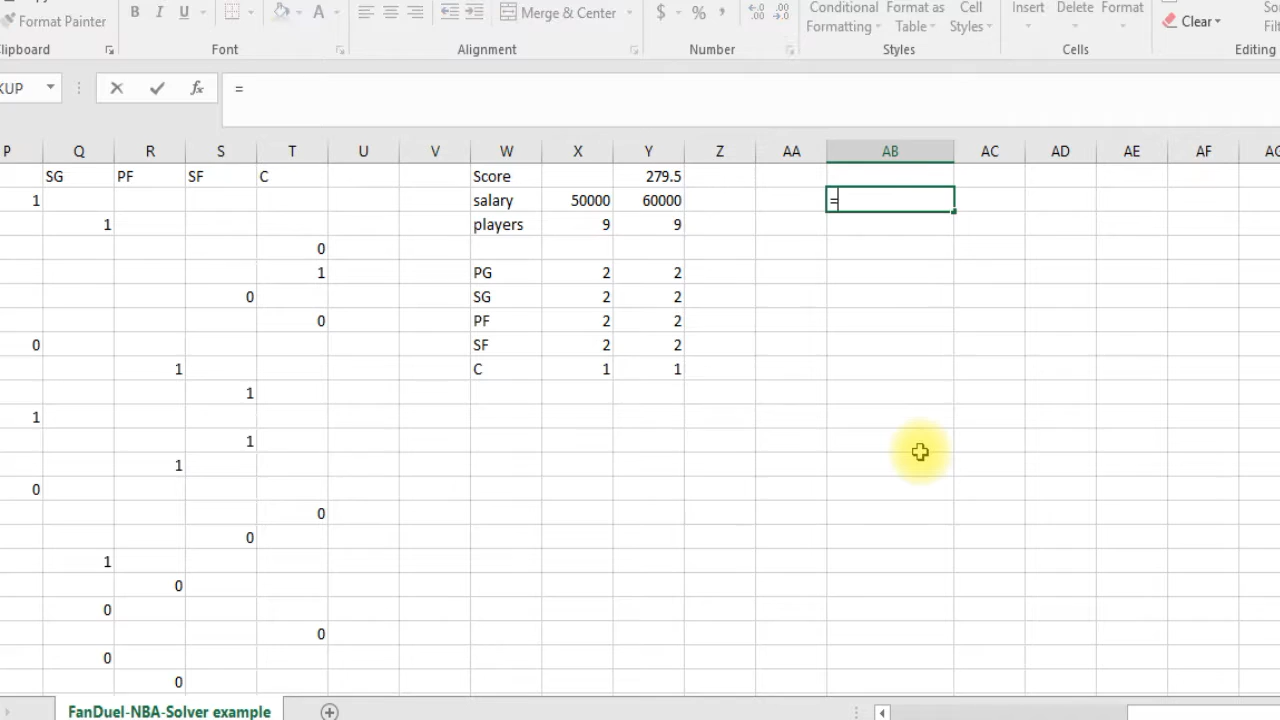 Format Painter
B I U
A
Merge & Center
$ % ,
Conditional Formatting
Format as Table
Cell Styles
Insert
Delete
Format
Clear
Clipboard
Font
Alignment
Number
Styles
Cells
Editing
KUP
fx
=
P Q R S T U V W X Y Z AA AB AC AD AE AF
SG PF SF C Score 279.5
1 salary 50000 60000 =
1 players 9 9
0
1 PG 2 2
0 SG 2 2
0 PF 2 2
0 SF 2 2
1 C 1 1
1
1
1
1
0
0
0
1
0
0
0
0
0
FanDuel-NBA-Solver example